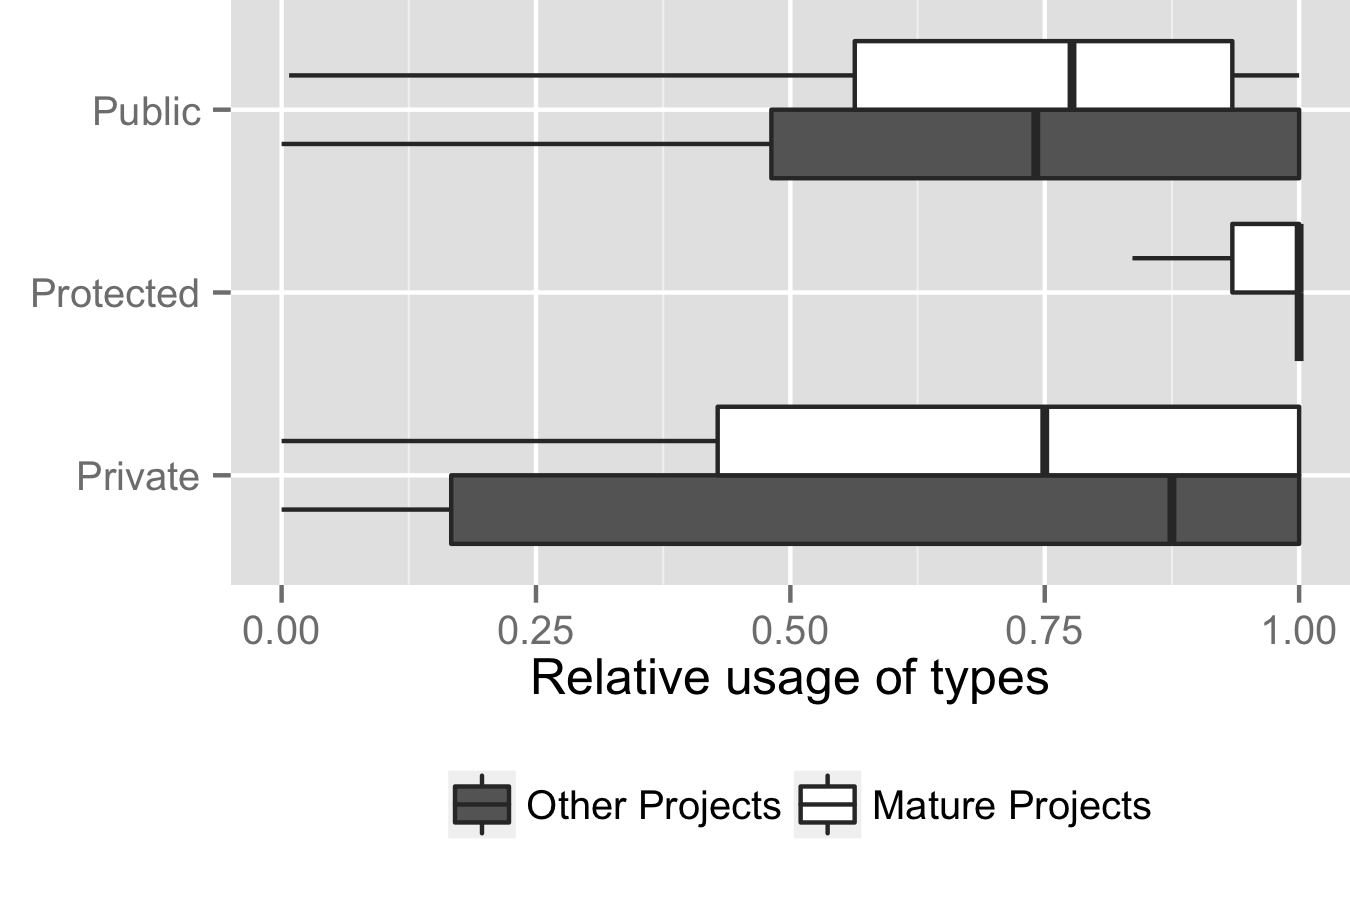 Public
Protected
Private
0.00 0.25 0.50 0.75 1.00
Relative usage of types
Other Projects Mature Projects